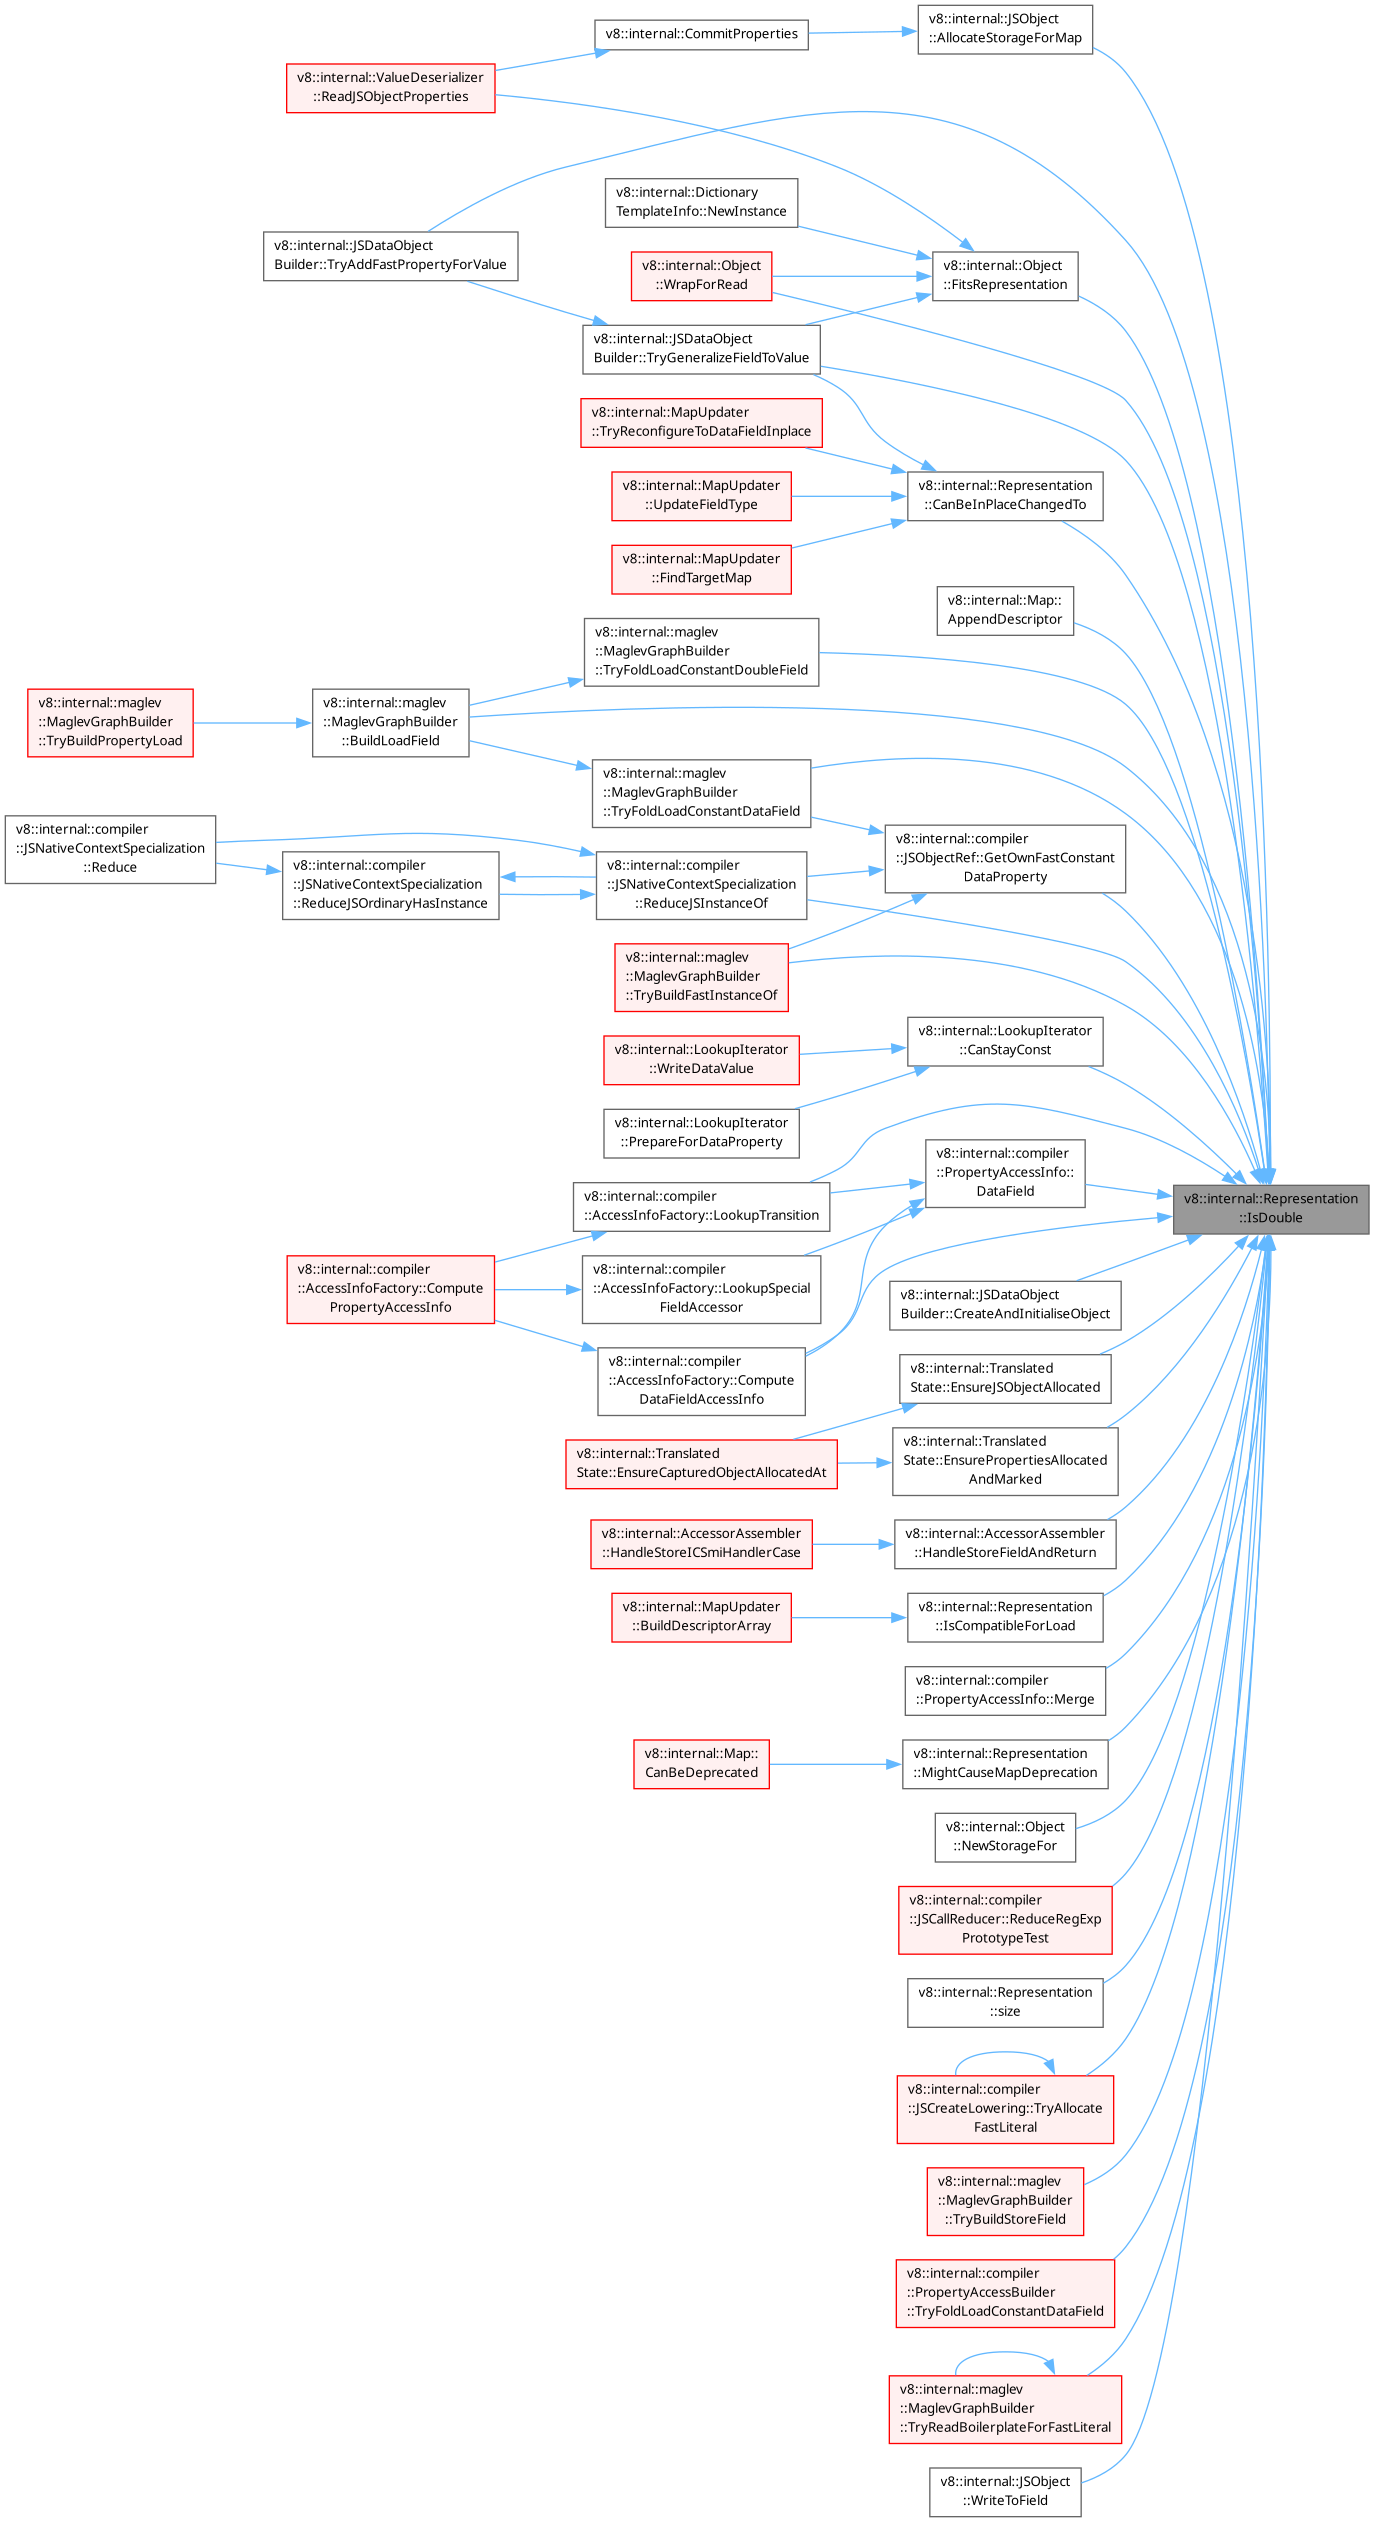 v8::internal::JSObject
::AllocateStorageForMap
v8::internal::CommitProperties
v8::internal::ValueDeserializer
::ReadJSObjectProperties
v8::internal::Dictionary
TemplateInfo::NewInstance
v8::internal::JSDataObject
Builder::TryAddFastPropertyForValue
v8::internal::Object
::WrapForRead
v8::internal::Object
::FitsRepresentation
v8::internal::JSDataObject
Builder::TryGeneralizeFieldToValue
v8::internal::MapUpdater
::TryReconfigureToDataFieldInplace
v8::internal::MapUpdater
::UpdateFieldType
v8::internal::Representation
::CanBeInPlaceChangedTo
v8::internal::MapUpdater
::FindTargetMap
v8::internal::Map::
AppendDescriptor
v8::internal::maglev
::MaglevGraphBuilder
::TryFoldLoadConstantDoubleField
v8::internal::maglev
::MaglevGraphBuilder
::TryBuildPropertyLoad
v8::internal::maglev
::MaglevGraphBuilder
::BuildLoadField
v8::internal::maglev
::MaglevGraphBuilder
::TryFoldLoadConstantDataField
v8::internal::compiler
::JSNativeContextSpecialization
::Reduce
v8::internal::compiler
::JSNativeContextSpecialization
::ReduceJSOrdinaryHasInstance
v8::internal::compiler
::JSNativeContextSpecialization
::ReduceJSInstanceOf
v8::internal::compiler
::JSObjectRef::GetOwnFastConstant
DataProperty
v8::internal::maglev
::MaglevGraphBuilder
::TryBuildFastInstanceOf
v8::internal::LookupIterator
::WriteDataValue
v8::internal::LookupIterator
::CanStayConst
v8::internal::LookupIterator
::PrepareForDataProperty
v8::internal::compiler
::PropertyAccessInfo::
DataField
v8::internal::Representation
::IsDouble
v8::internal::compiler
::AccessInfoFactory::LookupTransition
v8::internal::compiler
::AccessInfoFactory::Compute
PropertyAccessInfo
v8::internal::compiler
::AccessInfoFactory::LookupSpecial
FieldAccessor
v8::internal::JSDataObject
Builder::CreateAndInitialiseObject
v8::internal::compiler
::AccessInfoFactory::Compute
DataFieldAccessInfo
v8::internal::Translated
State::EnsureJSObjectAllocated
v8::internal::Translated
State::EnsureCapturedObjectAllocatedAt
v8::internal::Translated
State::EnsurePropertiesAllocated
AndMarked
v8::internal::AccessorAssembler
::HandleStoreICSmiHandlerCase
v8::internal::AccessorAssembler
::HandleStoreFieldAndReturn
v8::internal::MapUpdater
::BuildDescriptorArray
v8::internal::Representation
::IsCompatibleForLoad
v8::internal::compiler
::PropertyAccessInfo::Merge
v8::internal::Map::
CanBeDeprecated
v8::internal::Representation
::MightCauseMapDeprecation
v8::internal::Object
::NewStorageFor
v8::internal::compiler
::JSCallReducer::ReduceRegExp
PrototypeTest
v8::internal::Representation
::size
v8::internal::compiler
::JSCreateLowering::TryAllocate
FastLiteral
v8::internal::maglev
::MaglevGraphBuilder
::TryBuildStoreField
v8::internal::compiler
::PropertyAccessBuilder
::TryFoldLoadConstantDataField
v8::internal::maglev
::MaglevGraphBuilder
::TryReadBoilerplateForFastLiteral
v8::internal::JSObject
::WriteToField